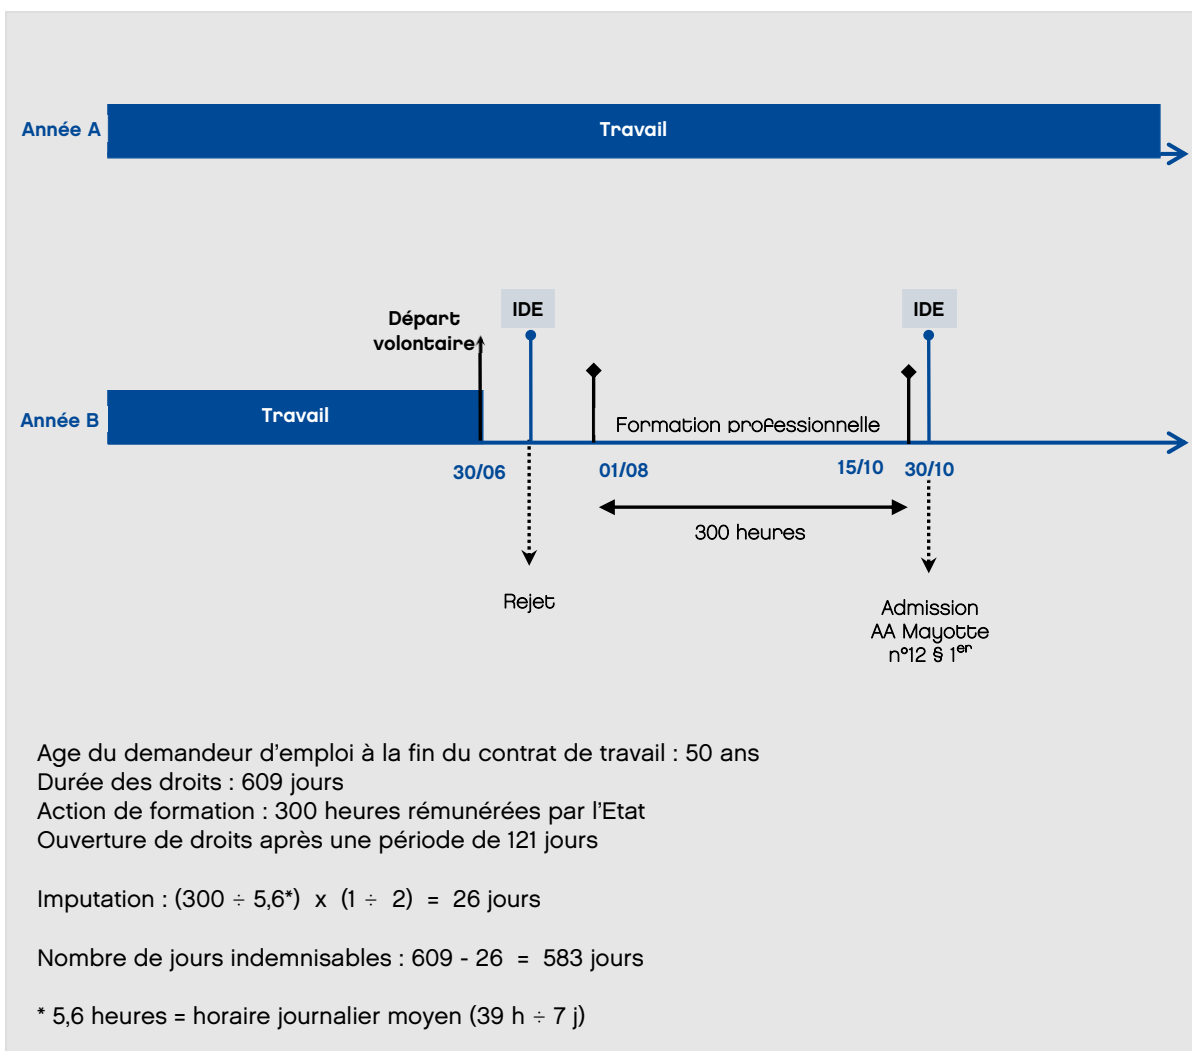 Année A
Travail
Départ
volontaire
IDE
IDE
Année B
Travail
Formation professionnelle
30/06
01/08
15/10
30/10
300 heures
Rejet
Admission
AA Mayotte
n°12 § 1er
Age du demandeur d'emploi à la fin du contrat de travail : 50 ans
Durée des droits : 609 jours
Action de formation : 300 heures rémunérées par l'Etat
Ouverture de droits après une période de 121 jours
Imputation : (300 ÷ 5,6*) x (1 ÷ 2) = 26 jours
Nombre de jours indemnisables : 609 - 26 = 583 jours
* 5,6 heures = horaire journalier moyen (39 h ÷ 7 j)